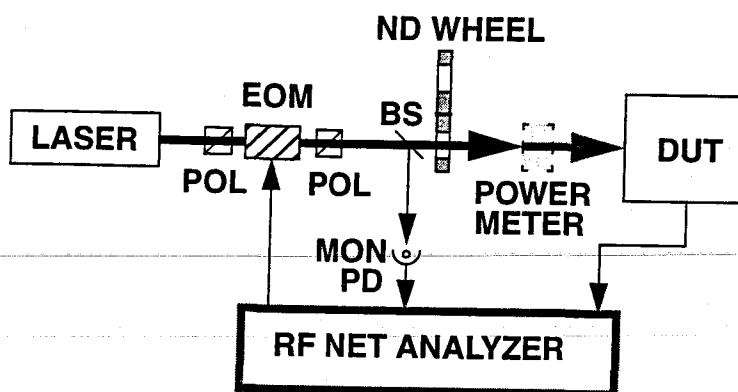 ND WHEEL
EOM
BS
LASER
DUT
POL
POL
POWER
METER
MON
PD
RF NET ANALYZER